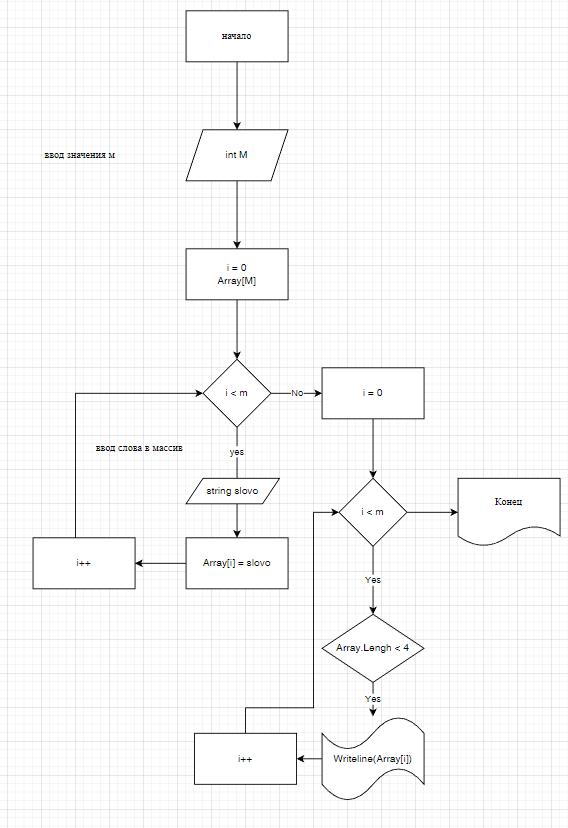 начало
ввод значения м
int M
i = 0
Array[M]
i < m
No
i = 0
ввод слова в массив
yes
string slovo
i < m
Конец
i++
Array[i] = slovo
Yes
Array.Lengh < 4
Yes
i++
Writeline(Array[i])